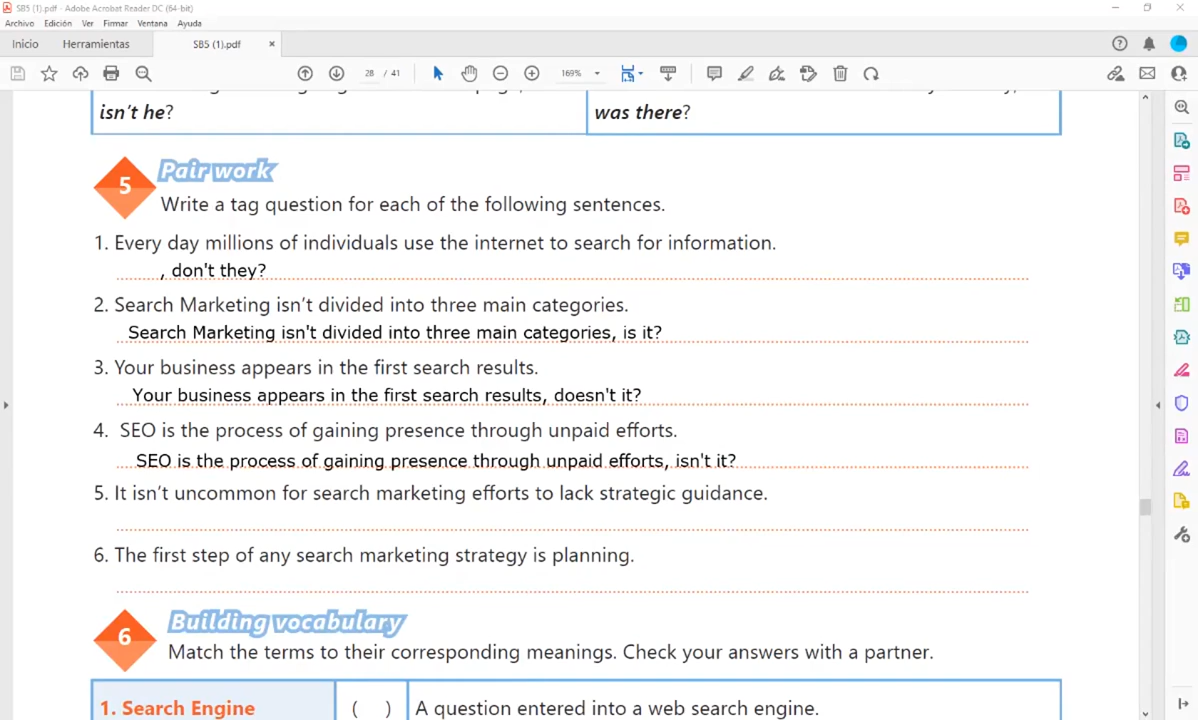 SB5 (1).pdf - Adobe Acrobat Reader DC (64-bit)
Archivo Edición Ver Firmar Ventana Ayuda
Inicio Herramientas SB5 (1).pdf ×
28 / 41 169%
isn't he? was there?
5 Pair work
Write a tag question for each of the following sentences.
1. Every day millions of individuals use the internet to search for information.
, don't they?
2. Search Marketing isn't divided into three main categories.
Search Marketing isn't divided into three main categories, is it?
3. Your business appears in the first search results.
Your business appears in the first search results, doesn't it?
4. SEO is the process of gaining presence through unpaid efforts.
SEO is the process of gaining presence through unpaid efforts, isn't it?
5. It isn't uncommon for search marketing efforts to lack strategic guidance.
6. The first step of any search marketing strategy is planning.
6 Building vocabulary
Match the terms to their corresponding meanings. Check your answers with a partner.
1. Search Engine ( ) A question entered into a web search engine.